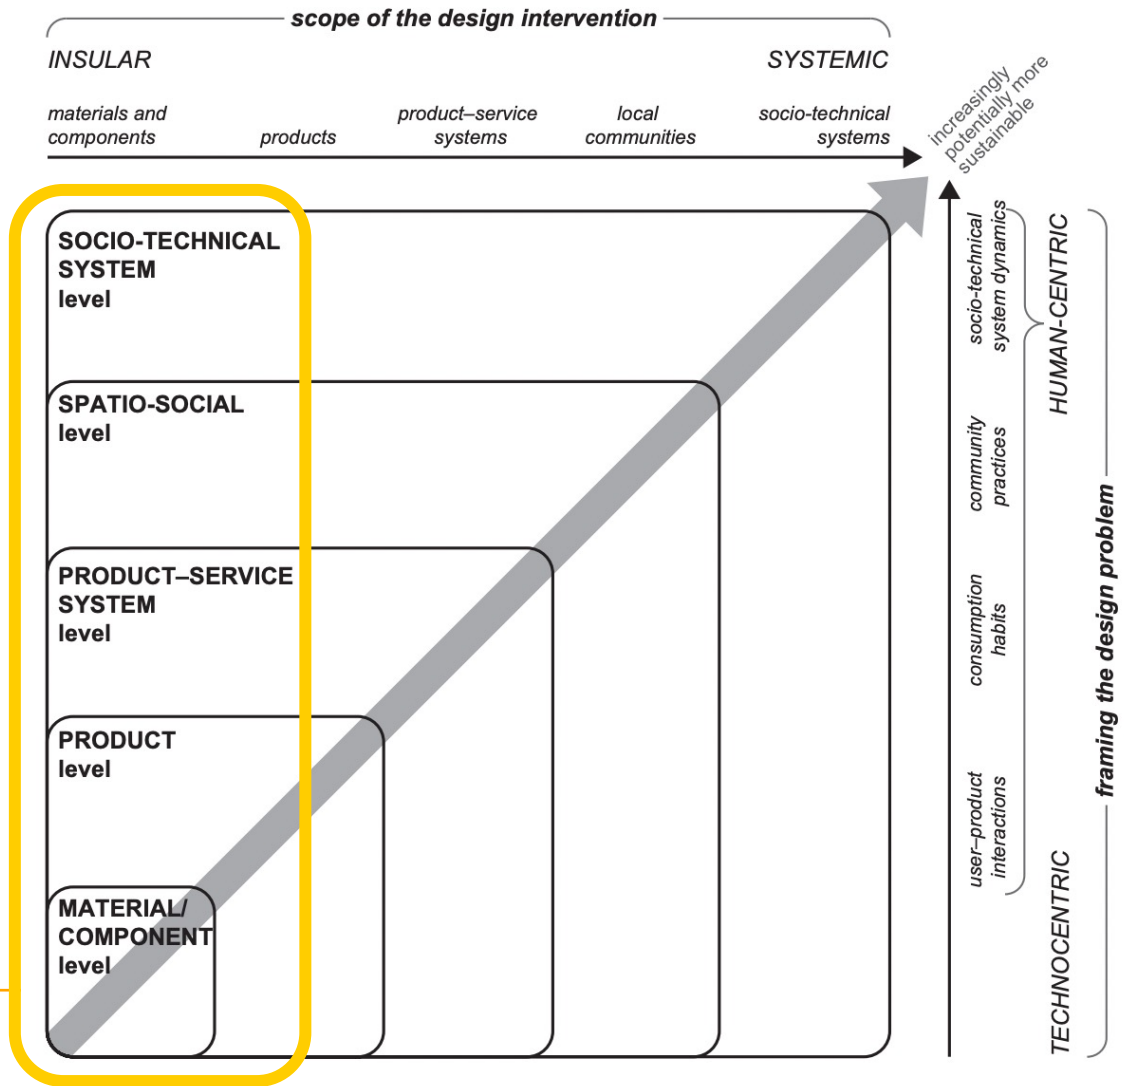 scope of the design intervention
INSULAR
SYSTEMIC
materials and
components
products
product–service
systems
local
communities
socio-technical
systems
increasingly
potentially more
sustainable
SOCIO-TECHNICAL
SYSTEM
level
SPATIO-SOCIAL
level
PRODUCT–SERVICE
SYSTEM
level
PRODUCT
level
MATERIAL/
COMPONENT
level
socio-technical
system dynamics
community
practices
consumption
habits
user–product
interactions
HUMAN-CENTRIC
TECHNOCENTRIC
framing the design problem